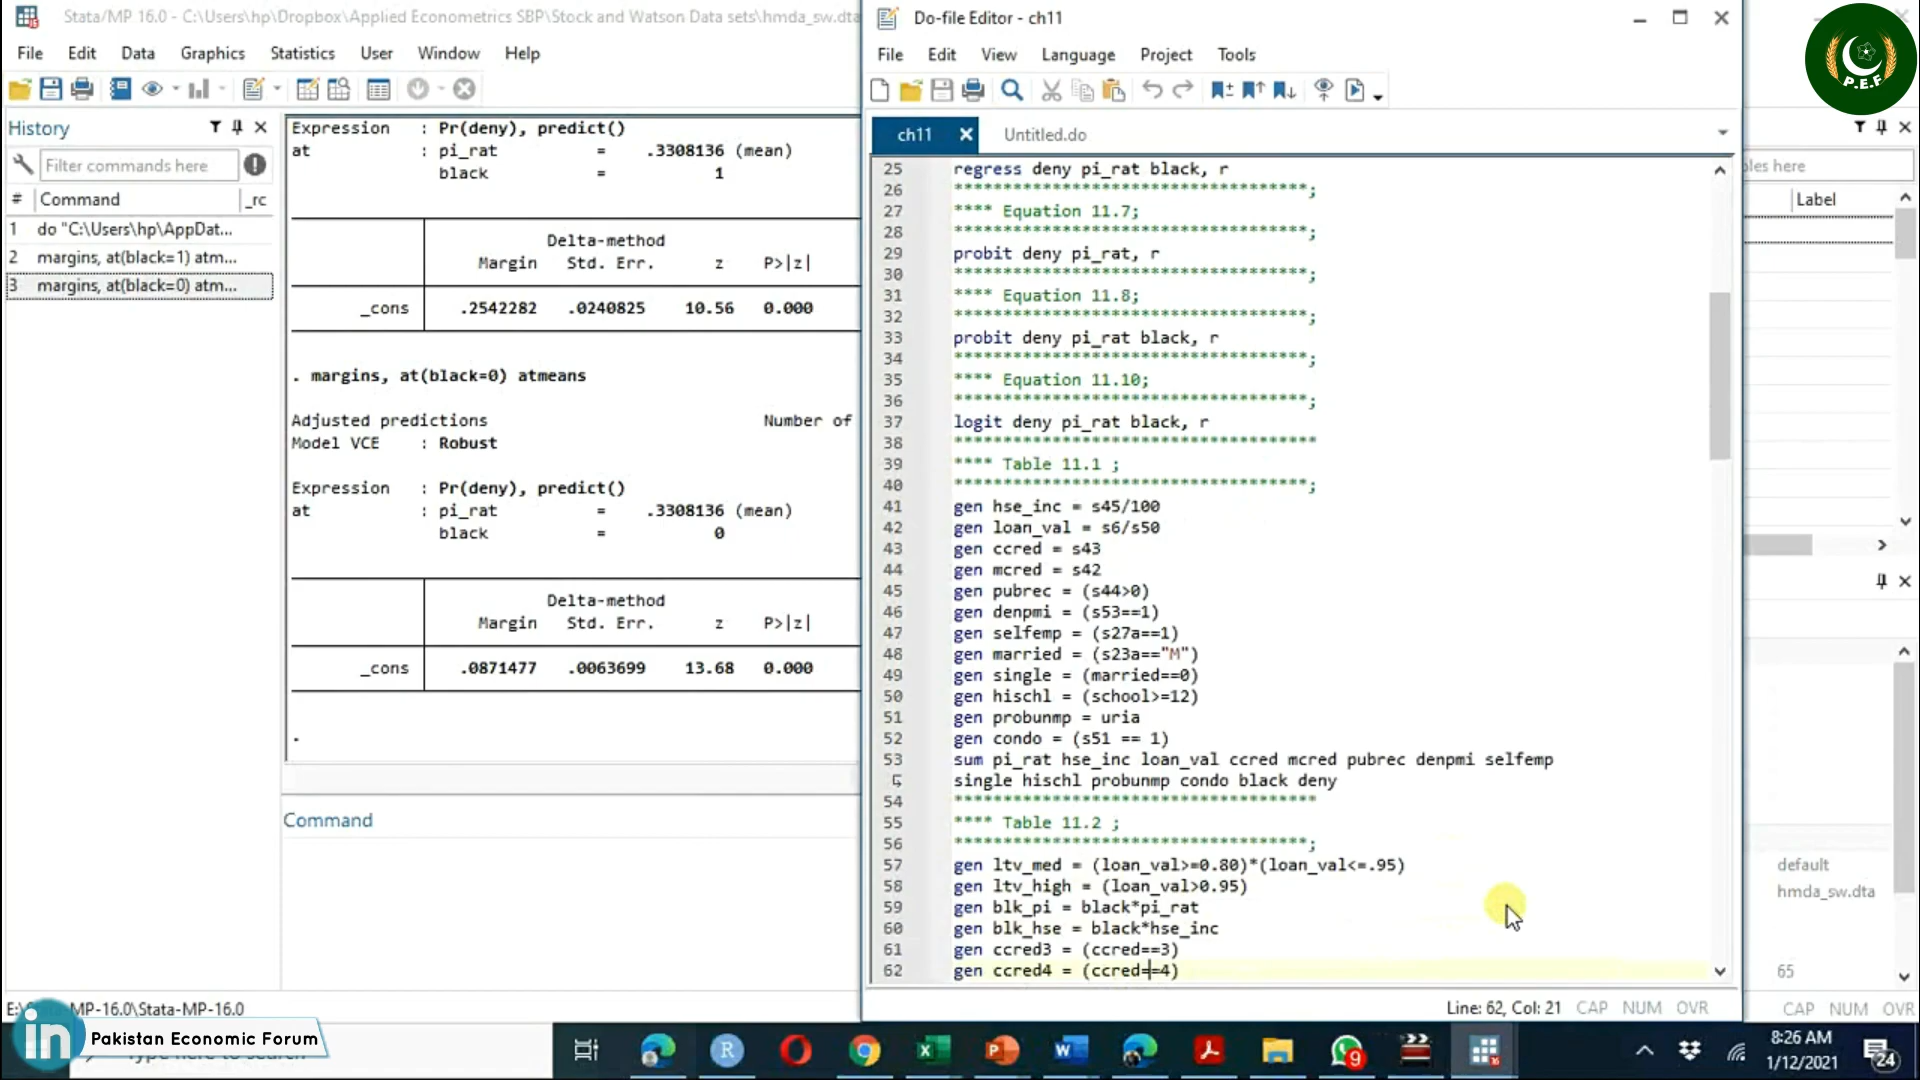 Stata/MP 16.0 - C:\Users\hp\Dropbox\Applied Econometrics SBP\Stock and Watson Data sets\hmda_sw.dta
File Edit Data Graphics Statistics User Window Help
History
Filter commands here
# Command _rc
1 do "C:\Users\hp\AppDat...
2 margins, at(black=1) atm...
3 margins, at(black=0) atm...
Expression : Pr(deny), predict()
at : pi_rat = .3308136 (mean)
black = 1
Delta-method
Margin Std. Err. z P>|z|
_cons .2542282 .0240825 10.56 0.000
. margins, at(black=0) atmeans
Adjusted predictions Number of
Model VCE : Robust
Expression : Pr(deny), predict()
at : pi_rat = .3308136 (mean)
black = 0
Delta-method
Margin Std. Err. z P>|z|
_cons .0871477 .0063699 13.68 0.000
.
Command
Do-file Editor - ch11
File Edit View Language Project Tools
ch11 Untitled.do
25 regress deny pi_rat black, r
26 ************************************;
27 **** Equation 11.7;
28 ************************************;
29 probit deny pi_rat, r
30 ************************************;
31 **** Equation 11.8;
32 ************************************;
33 probit deny pi_rat black, r
34 ************************************;
35 **** Equation 11.10;
36 ************************************;
37 logit deny pi_rat black, r
38 *************************************
39 **** Table 11.1 ;
40 ************************************;
41 gen hse_inc = s45/100
42 gen loan_val = s6/s50
43 gen ccred = s43
44 gen mcred = s42
45 gen pubrec = (s44>0)
46 gen denpmi = (s53==1)
47 gen selfemp = (s27a==1)
48 gen married = (s23a=="M")
49 gen single = (married==0)
50 gen hischl = (school>=12)
51 gen probunmp = uria
52 gen condo = (s51 == 1)
53 sum pi_rat hse_inc loan_val ccred mcred pubrec denpmi selfemp
single hischl probunmp condo black deny
54 *************************************
55 **** Table 11.2 ;
56 ************************************;
57 gen ltv_med = (loan_val>=0.80)*(loan_val<=.95)
58 gen ltv_high = (loan_val>0.95)
59 gen blk_pi = black*pi_rat
60 gen blk_hse = black*hse_inc
61 gen ccred3 = (ccred==3)
62 gen ccred4 = (ccred==4)
Line: 62, Col: 21 CAP NUM OVR
P.E.F
bles here
Label
default
hmda_sw.dta
65
CAP NUM OVR
MP-16.0\Stata-MP-16.0
in Pakistan Economic Forum
Type here to search
9
16
8:26 AM
1/12/2021
24